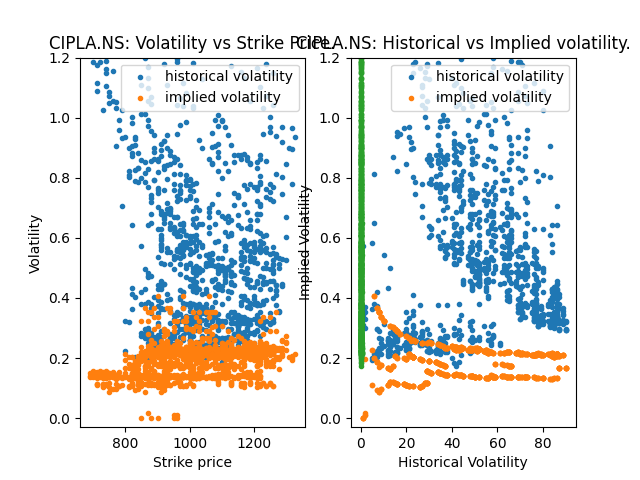 CIPLA.NS: Volatility vs Strike Price.
historical volatility
implied volatility
Volatility
1.2
1.0
0.8
0.6
0.4
0.2
0.0
800
1000
1200
Strike price
CIPLA.NS: Historical vs Implied volatility.
historical volatility
implied volatility
Implied Volatility
1.2
1.0
0.8
0.6
0.4
0.2
0.0
0
20
40
60
80
Historical Volatility